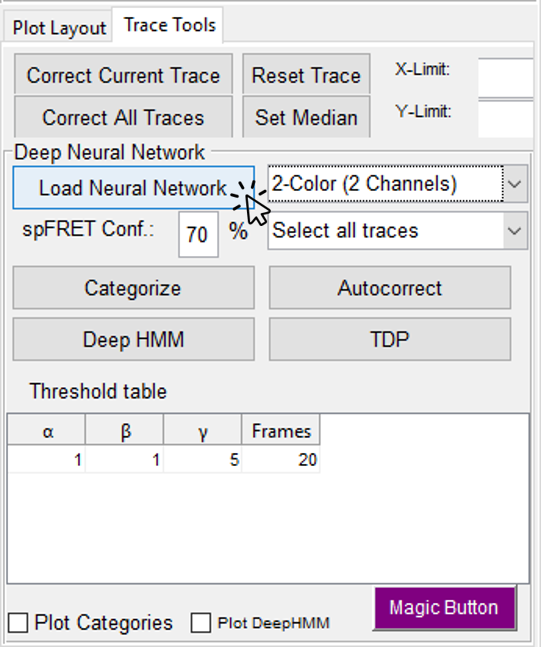 Plot Layout Trace Tools
Correct Current Trace Reset Trace X-Limit:
Correct All Traces Set Median Y-Limit:
Deep Neural Network
Load Neural Network 2-Color (2 Channels)
spFRET Conf.: 70 % Select all traces
Categorize Autocorrect
Deep HMM TDP
Threshold table
α β γ Frames
1 1 5 20
Plot Categories Plot DeepHMM Magic Button